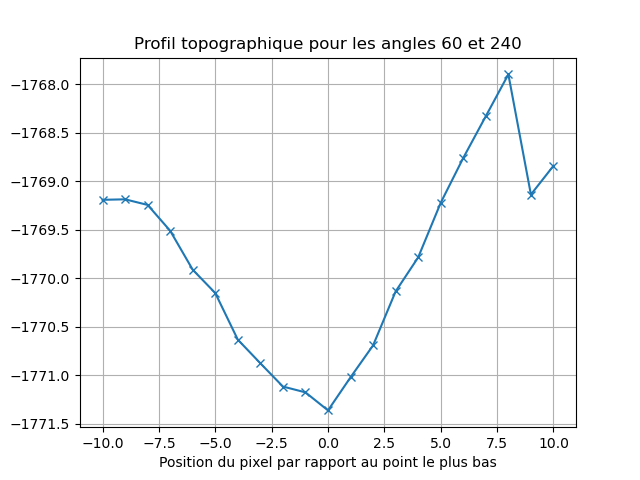 Profil topographique pour les angles 60 et 240
−1768.0
−1768.5
−1769.0
−1769.5
−1770.0
−1770.5
−1771.0
−1771.5
−10.0 −7.5 −5.0 −2.5 0.0 2.5 5.0 7.5 10.0
Position du pixel par rapport au point le plus bas